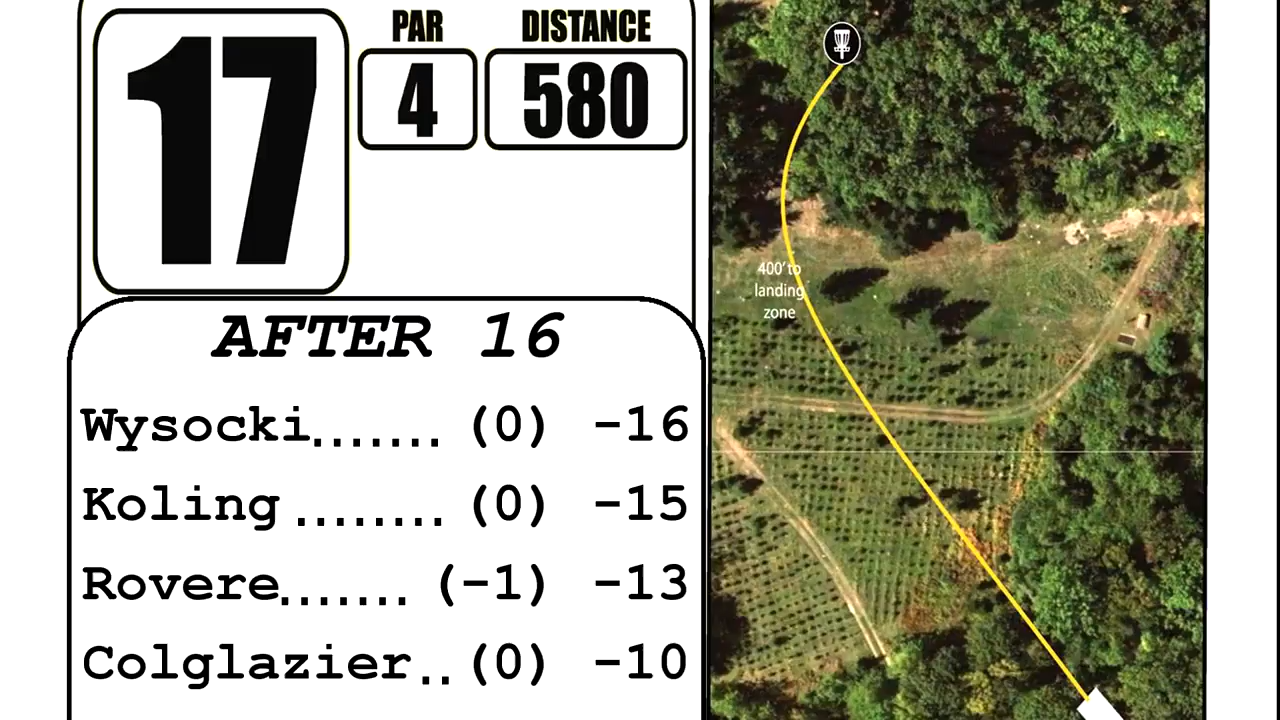 17
PAR
4
DISTANCE
580
AFTER 16
Wysocki....... (0) -16
Koling ........ (0) -15
Rovere....... (-1) -13
Colglazier.. (0) -10
400' to
landing
zone